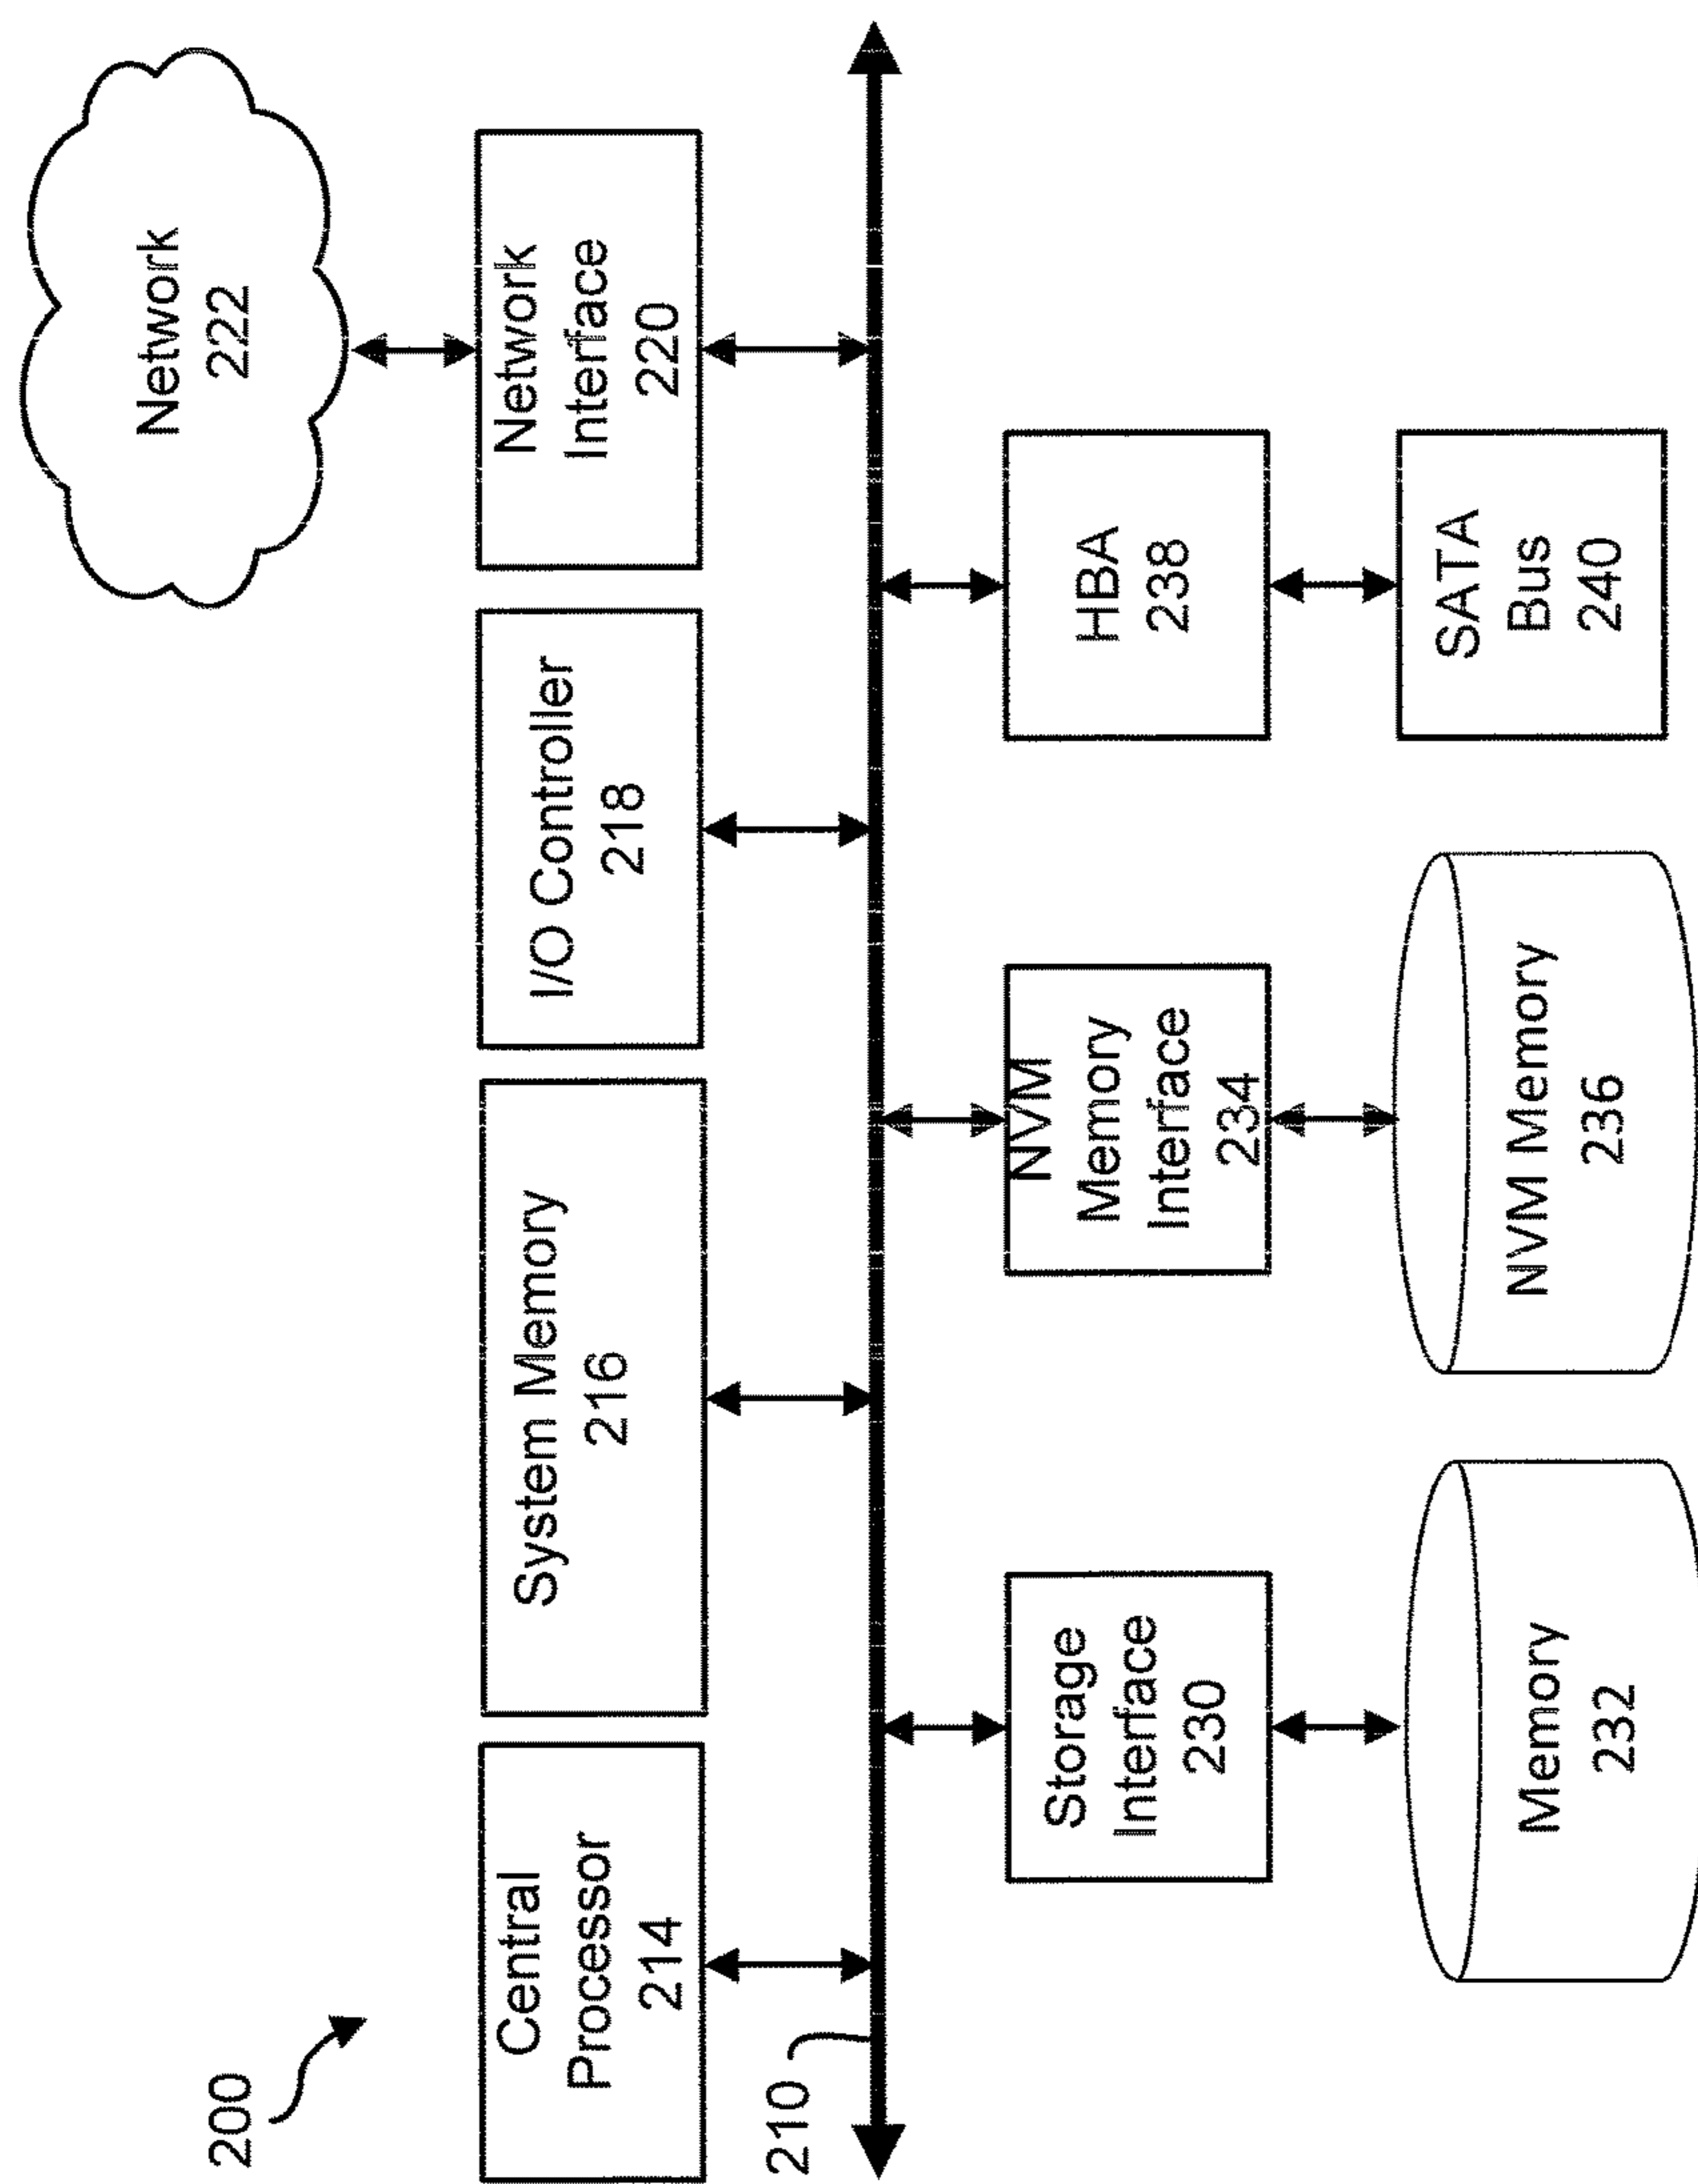 200
Network
222
Central
Processor
214
System Memory
216
I/O Controller
218
Network
Interface
220
210
Storage
Interface
230
NVM
Memory
Interface
234
HBA
238
Memory
232
NVM Memory
236
SATA
Bus
240